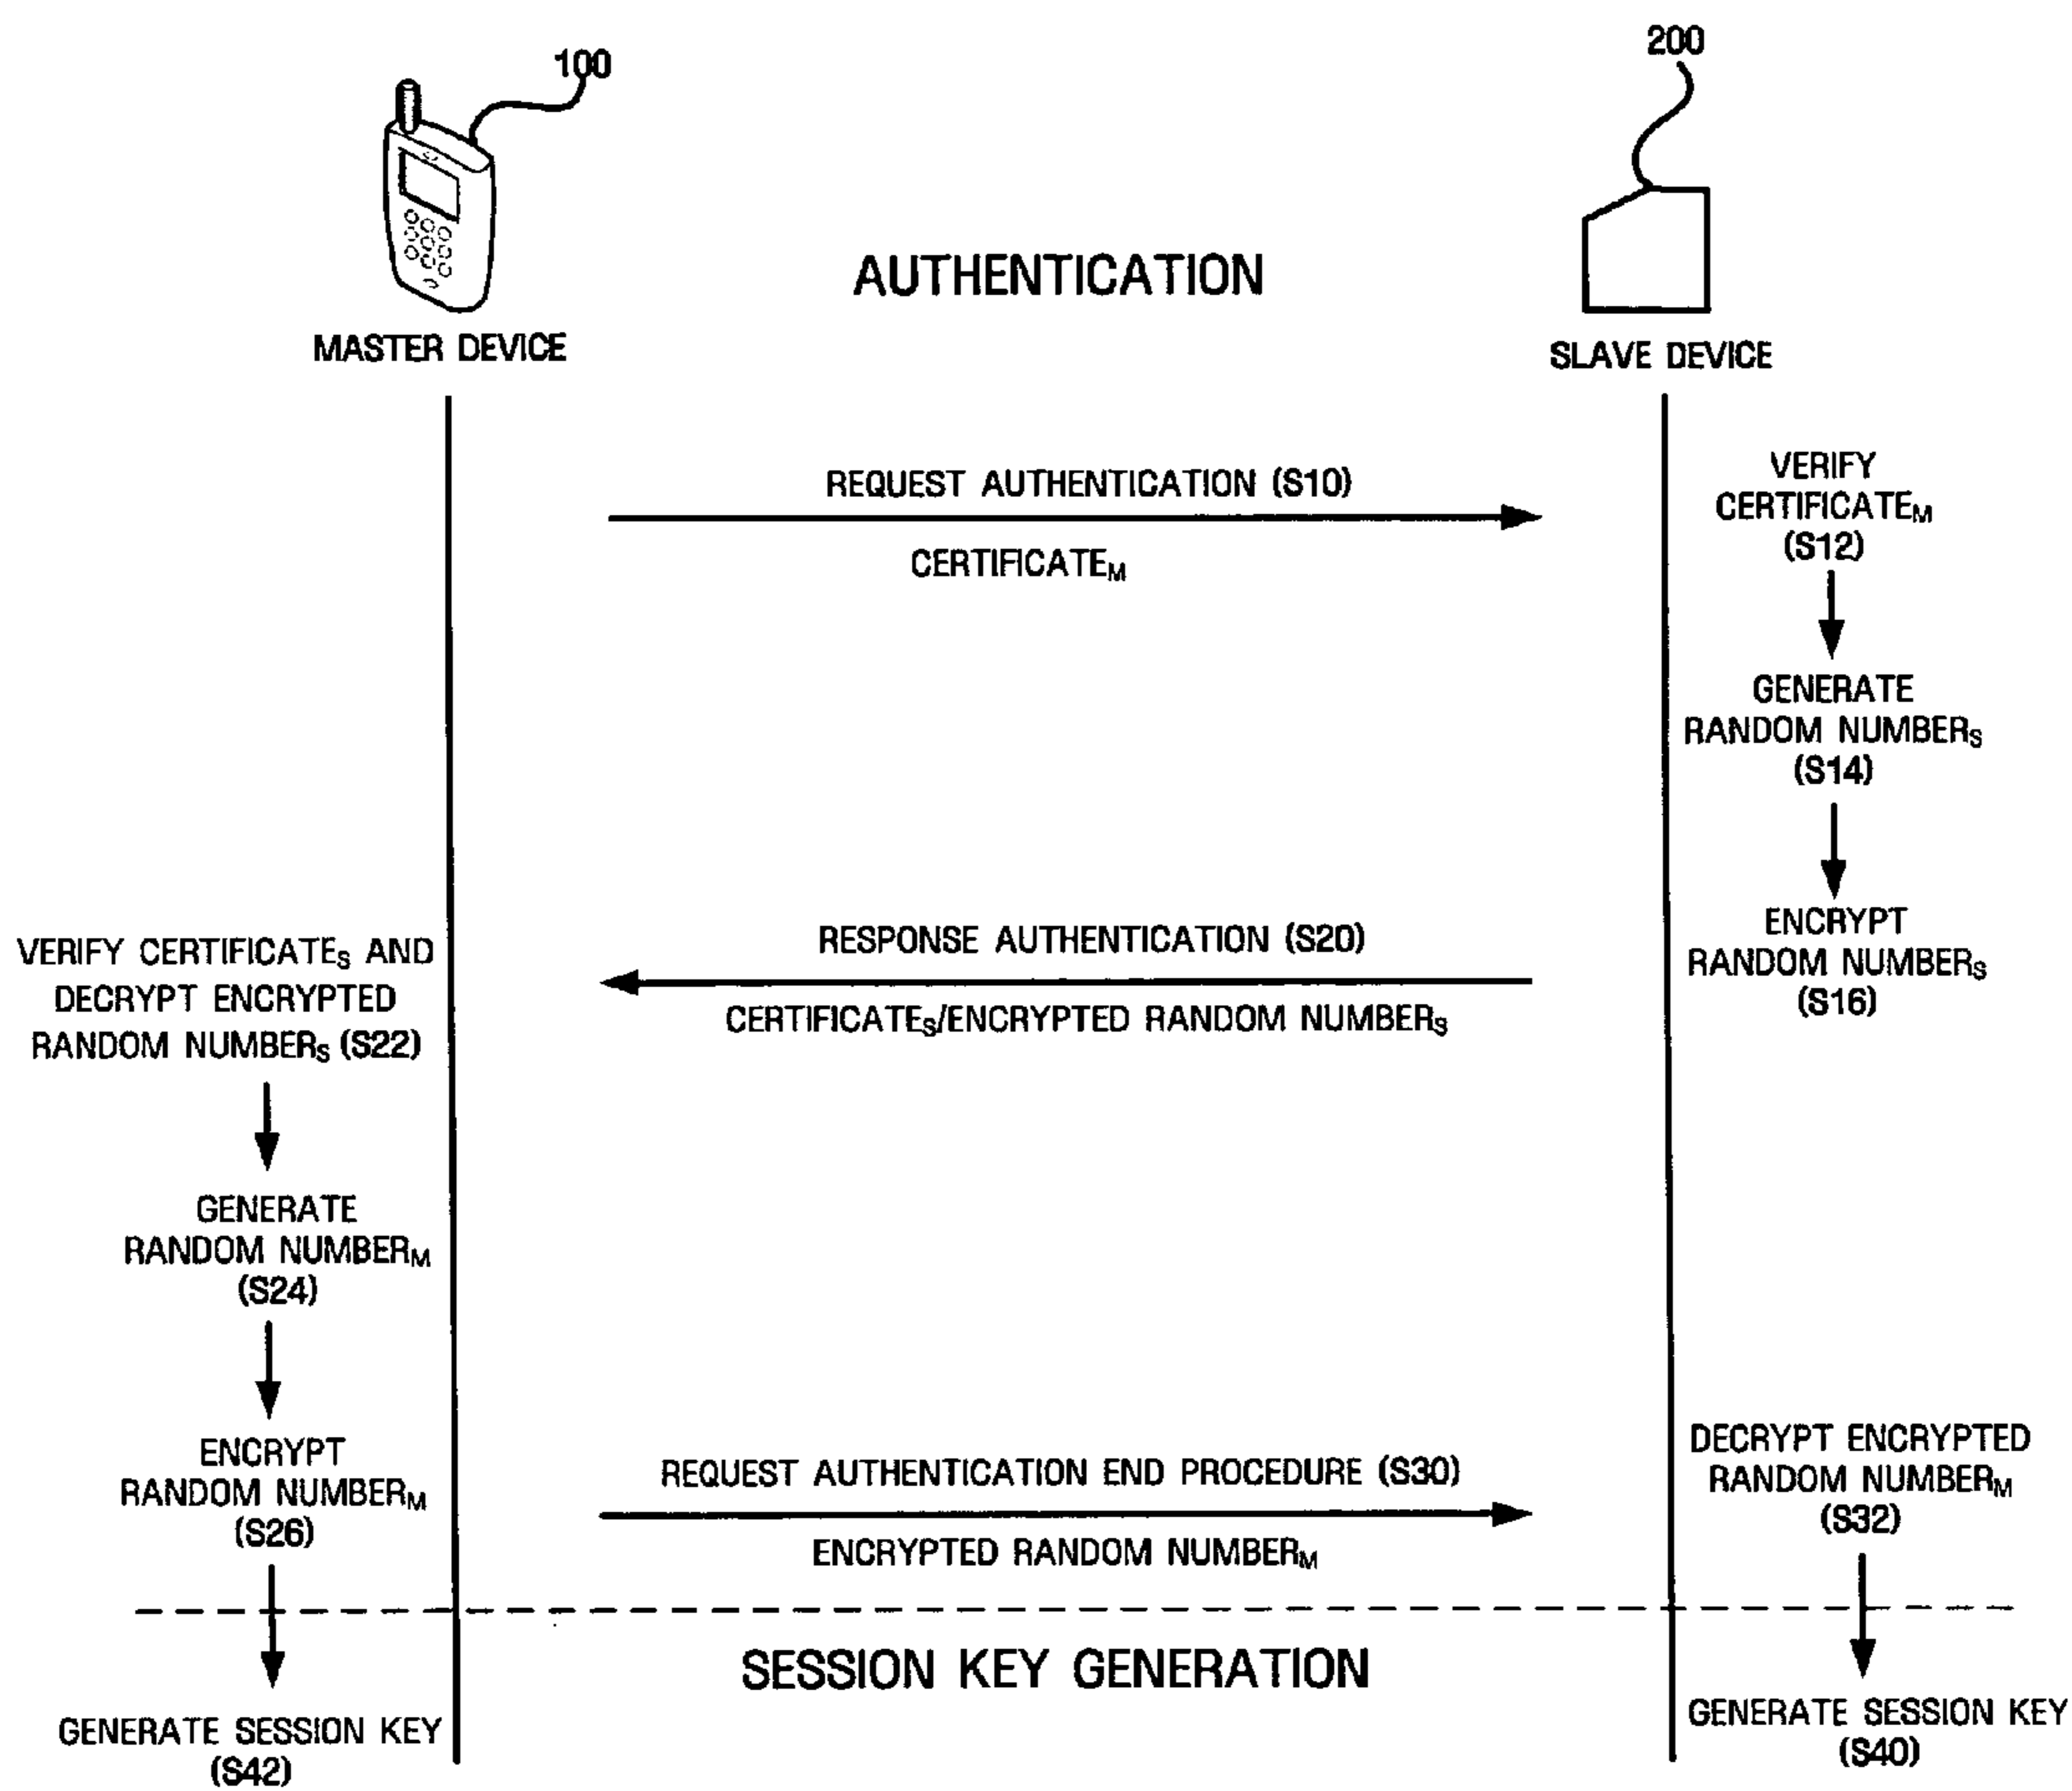 100
200
AUTHENTICATION
MASTER DEVICE
SLAVE DEVICE
REQUEST AUTHENTICATION (S10)
CERTIFICATEM
VERIFY
CERTIFICATEM
(S12)
GENERATE
RANDOM NUMBERS
(S14)
ENCRYPT
RANDOM NUMBERS
(S16)
RESPONSE AUTHENTICATION (S20)
CERTIFICATES/ENCRYPTED RANDOM NUMBERS
VERIFY CERTIFICATES AND
DECRYPT ENCRYPTED
RANDOM NUMBERS (S22)
GENERATE
RANDOM NUMBERM
(S24)
ENCRYPT
RANDOM NUMBERM
(S26)
REQUEST AUTHENTICATION END PROCEDURE (S30)
ENCRYPTED RANDOM NUMBERM
DECRYPT ENCRYPTED
RANDOM NUMBERM
(S32)
SESSION KEY GENERATION
GENERATE SESSION KEY
(S42)
GENERATE SESSION KEY
(S40)